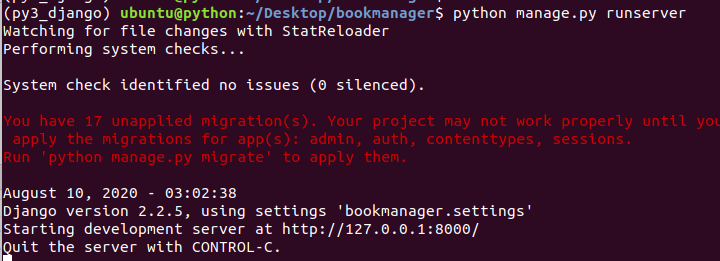 (py3_django) ubuntu@python:~/Desktop/bookmanager$ python manage.py runserver
Watching for file changes with StatReloader
Performing system checks...
System check identified no issues (0 silenced).
You have 17 unapplied migration(s). Your project may not work properly until you
 apply the migrations for app(s): admin, auth, contenttypes, sessions.
Run 'python manage.py migrate' to apply them.
August 10, 2020 - 03:02:38
Django version 2.2.5, using settings 'bookmanager.settings'
Starting development server at http://127.0.0.1:8000/
Quit the server with CONTROL-C.